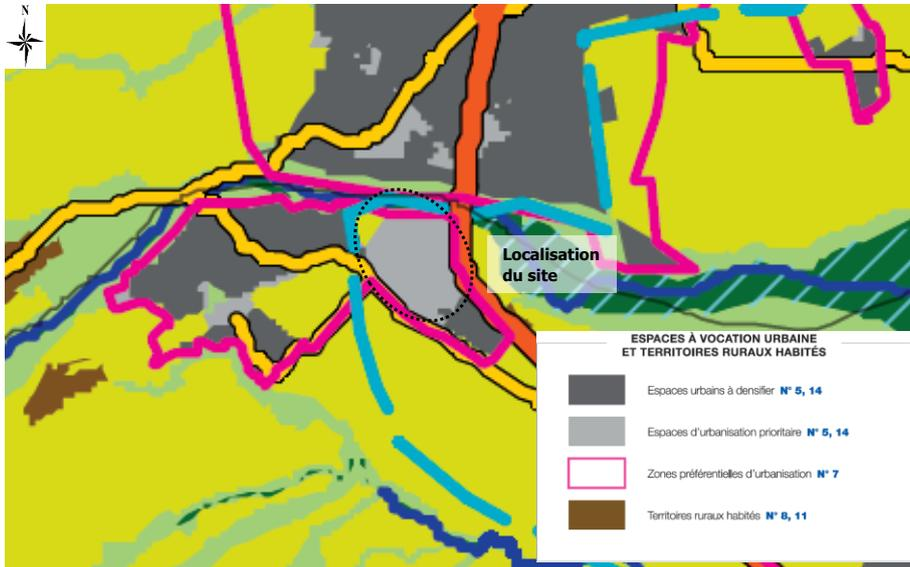 N
Localisation
du site
ESPACES À VOCATION URBAINE
ET TERRITOIRES RURAUX HABITÉS
Espaces urbains à densifier N° 5, 14
Espaces d'urbanisation prioritaire N° 5, 14
Zones préférentielles d'urbanisation N° 7
Territoires ruraux habités N° 8, 11